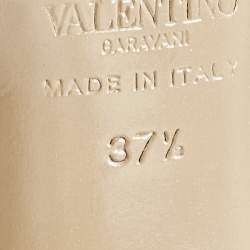 VALENTINO
GARAVANI
MADE IN ITALY
37½